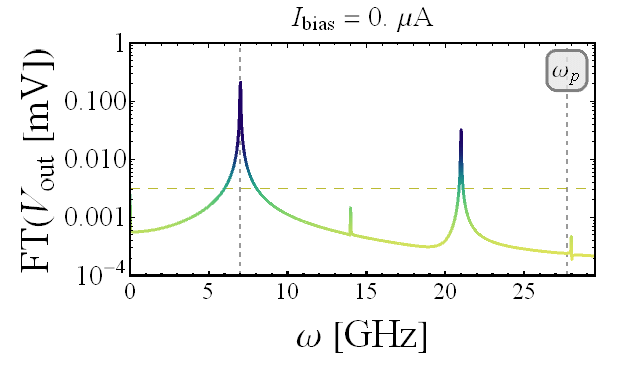 I_bias = 0. μA
FT(V_out [mV])
1
0.100
0.010
0.001
10^−4
ω_p
0 5 10 15 20 25
ω [GHz]